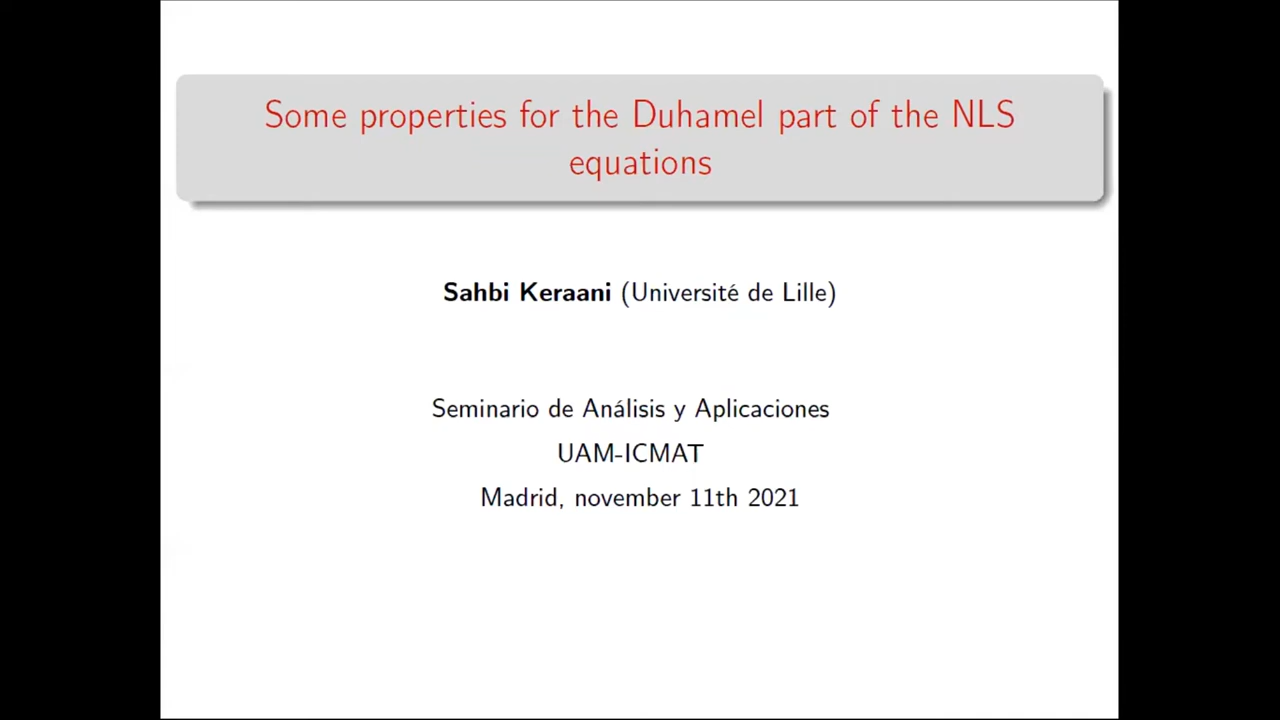 Some properties for the Duhamel part of the NLS
equations
Sahbi Keraani (Université de Lille)
Seminario de Análisis y Aplicaciones
UAM-ICMAT
Madrid, november 11th 2021